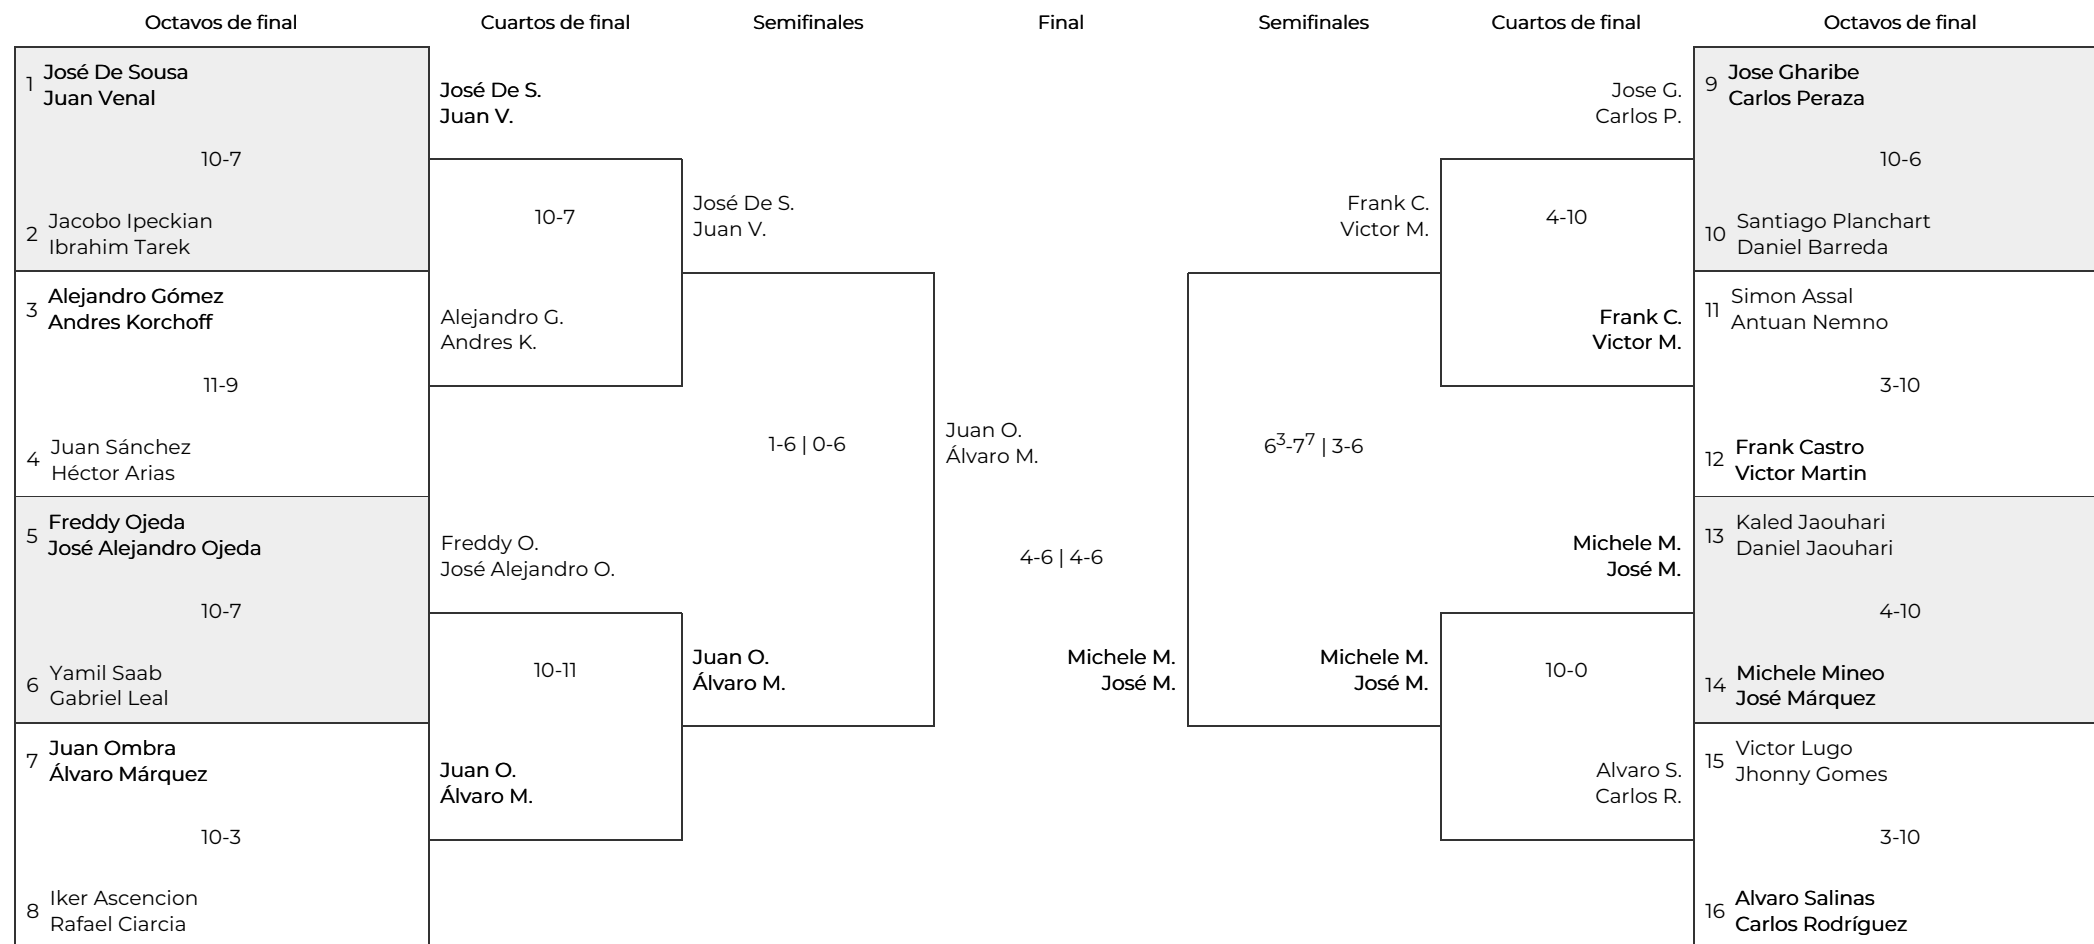 Octavos de final
Cuartos de final
Semifinales
Final
Semifinales
Cuartos de final
Octavos de final
1
José De Sousa
Juan Venal
10-7
2
Jacobo Ipeckian
Ibrahim Tarek
3
Alejandro Gómez
Andres Korchoff
11-9
4
Juan Sánchez
Héctor Arias
5
Freddy Ojeda
José Alejandro Ojeda
10-7
6
Yamil Saab
Gabriel Leal
7
Juan Ombra
Álvaro Márquez
10-3
8
Iker Ascencion
Rafael Ciarcia
José De S.
Juan V.
10-7
Alejandro G.
Andres K.
Freddy O.
José Alejandro O.
10-11
Juan O.
Álvaro M.
José De S.
Juan V.
1-6 | 0-6
Juan O.
Álvaro M.
Juan O.
Álvaro M.
4-6 | 4-6
Michele M.
José M.
Frank C.
Victor M.
6³-7⁷ | 3-6
Michele M.
José M.
Jose G.
Carlos P.
4-10
Frank C.
Victor M.
Michele M.
José M.
10-0
Alvaro S.
Carlos R.
9
Jose Gharibe
Carlos Peraza
10-6
10
Santiago Planchart
Daniel Barreda
11
Simon Assal
Antuan Nemno
3-10
12
Frank Castro
Victor Martin
13
Kaled Jaouhari
Daniel Jaouhari
4-10
14
Michele Mineo
José Márquez
15
Victor Lugo
Jhonny Gomes
3-10
16
Alvaro Salinas
Carlos Rodríguez